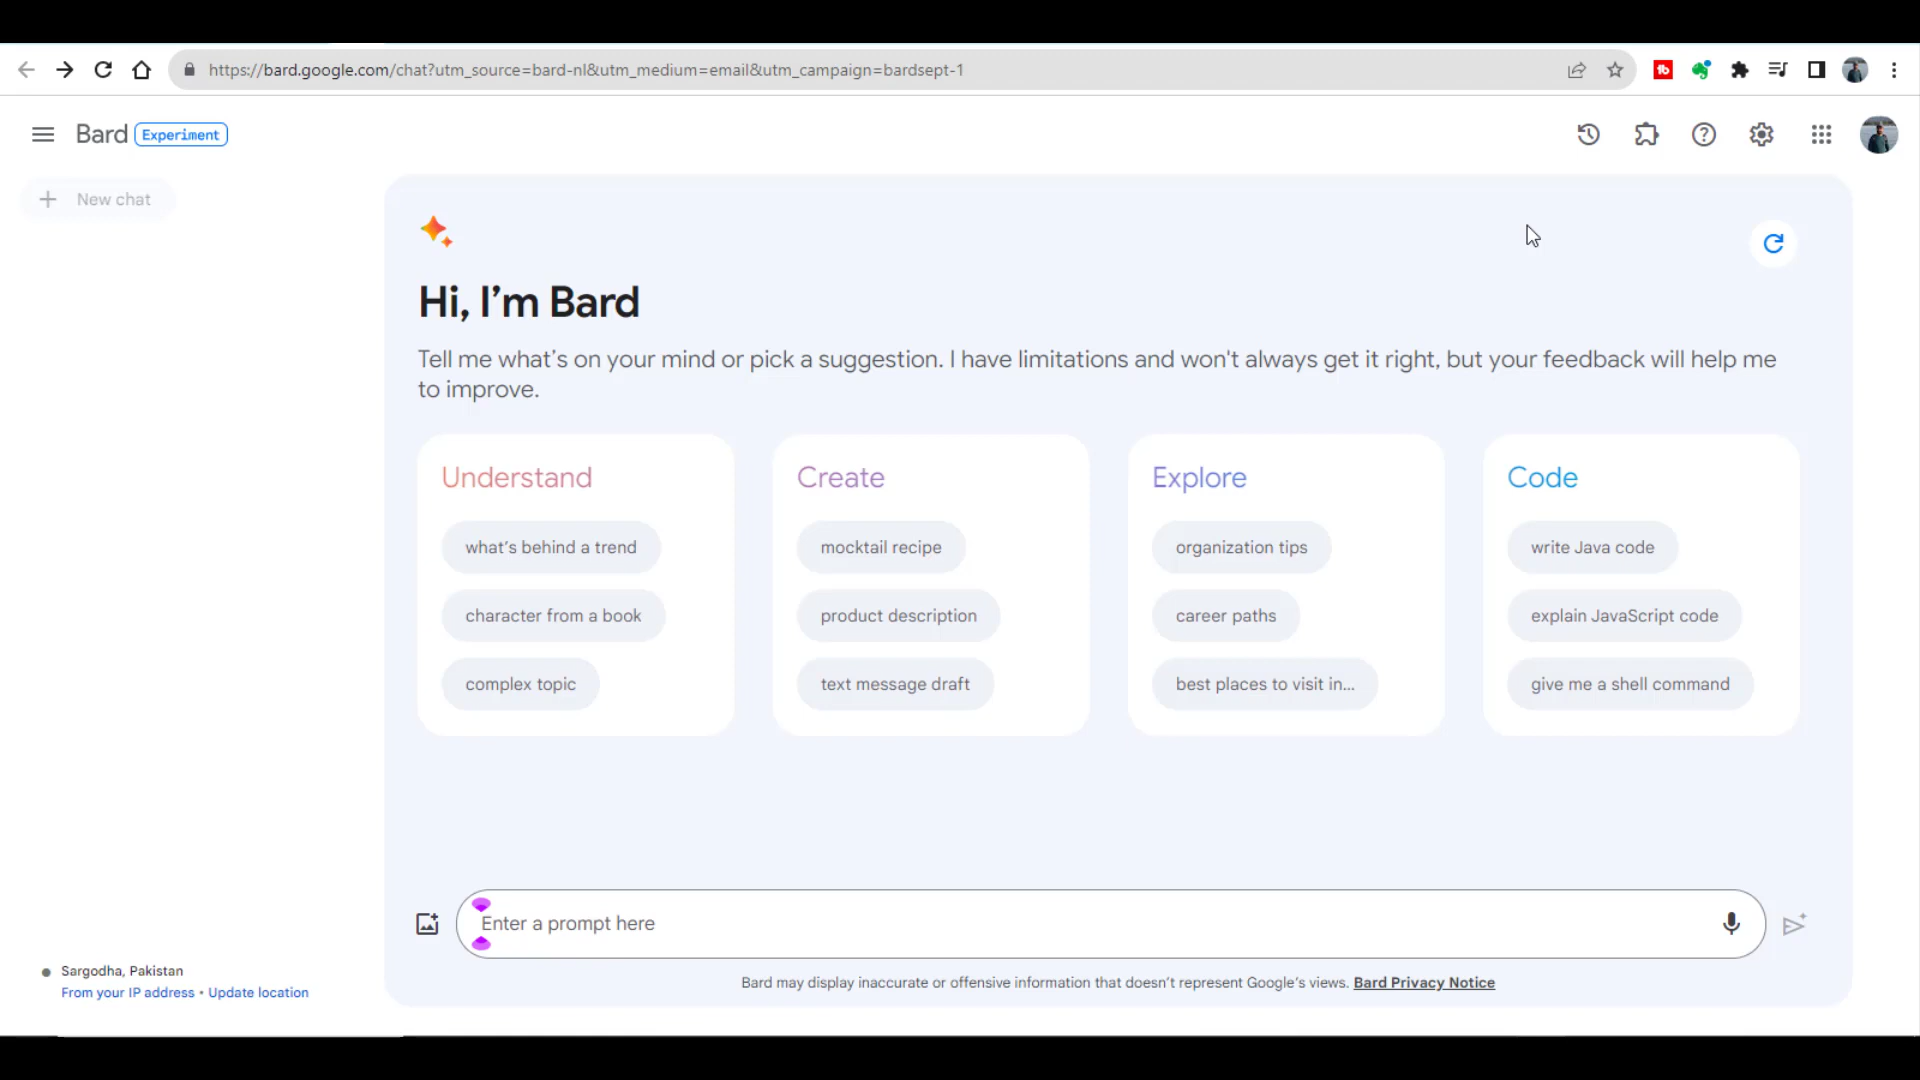 https://bard.google.com/chat?utm_source=bard-nl&utm_medium=email&utm_campaign=bardsept-1
tb
Bard Experiment
New chat
Hi, I’m Bard
Tell me what’s on your mind or pick a suggestion. I have limitations and won't always get it right, but your feedback will help me
to improve.
Understand
what’s behind a trend
character from a book
complex topic
Create
mocktail recipe
product description
text message draft
Explore
organization tips
career paths
best places to visit in...
Code
write Java code
explain JavaScript code
give me a shell command
Enter a prompt here
Sargodha, Pakistan
From your IP address • Update location
Bard may display inaccurate or offensive information that doesn’t represent Google’s views. Bard Privacy Notice